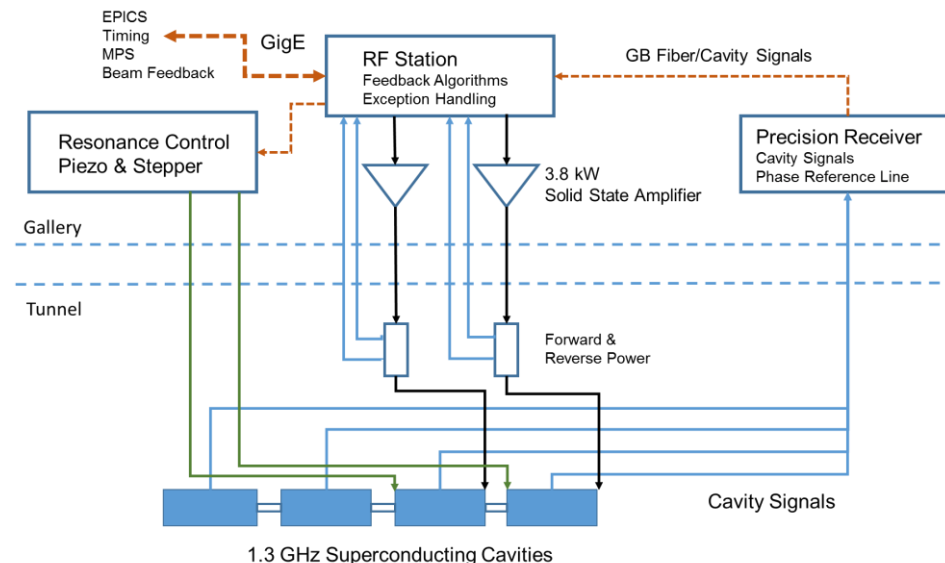 EPICS
Timing
MPS
Beam Feedback
GigE
RF Station
Feedback Algorithms
Exception Handling
GB Fiber/Cavity Signals
Resonance Control
Piezo & Stepper
Precision Receiver
Cavity Signals
Phase Reference Line
3.8 kW
Solid State Amplifier
Gallery
Tunnel
Forward &
Reverse Power
Cavity Signals
1.3 GHz Superconducting Cavities